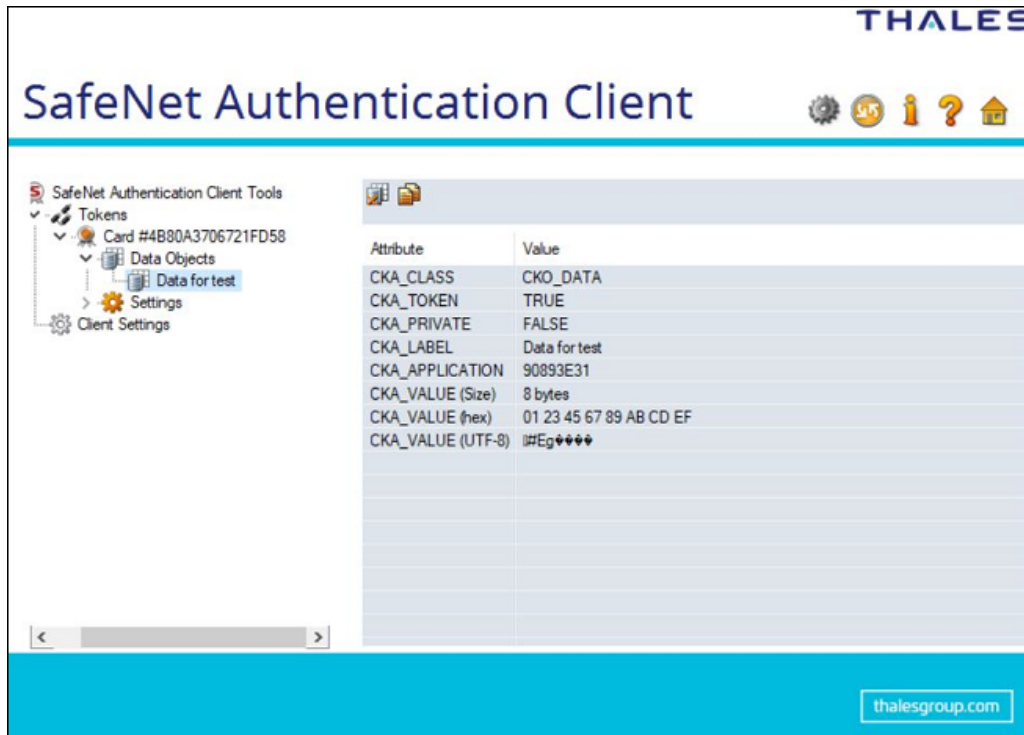 THALES
SafeNet Authentication Client
SafeNet Authentication Client Tools
Tokens
Card #4B80A3706721FD58
Data Objects
Data for test
Settings
Client Settings
Attribute Value
CKA_CLASS CKO_DATA
CKA_TOKEN TRUE
CKA_PRIVATE FALSE
CKA_LABEL Data for test
CKA_APPLICATION 90893E31
CKA_VALUE (Size) 8 bytes
CKA_VALUE (hex) 01 23 45 67 89 AB CD EF
CKA_VALUE (UTF-8) #Eg����
thalesgroup.com